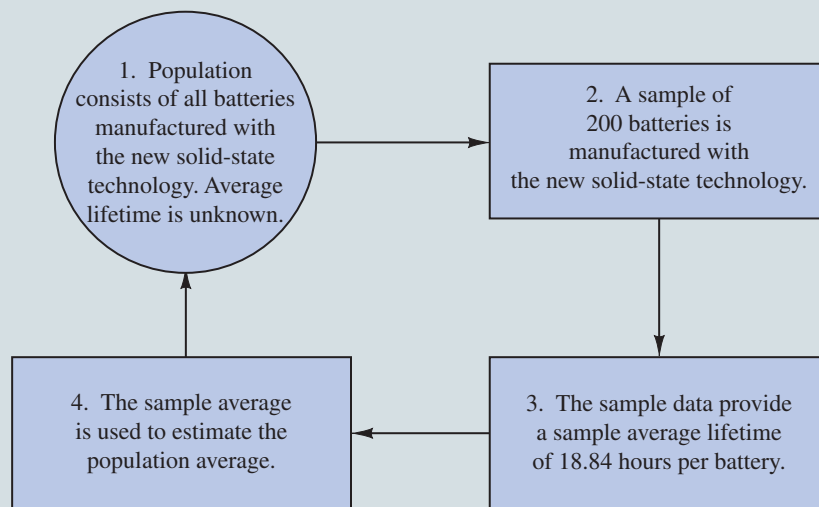 1. Population
consists of all batteries
manufactured with
the new solid-state
technology. Average
lifetime is unknown.
2. A sample of
200 batteries is
manufactured with
the new solid-state technology.
3. The sample data provide
a sample average lifetime
of 18.84 hours per battery.
4. The sample average
is used to estimate the
population average.